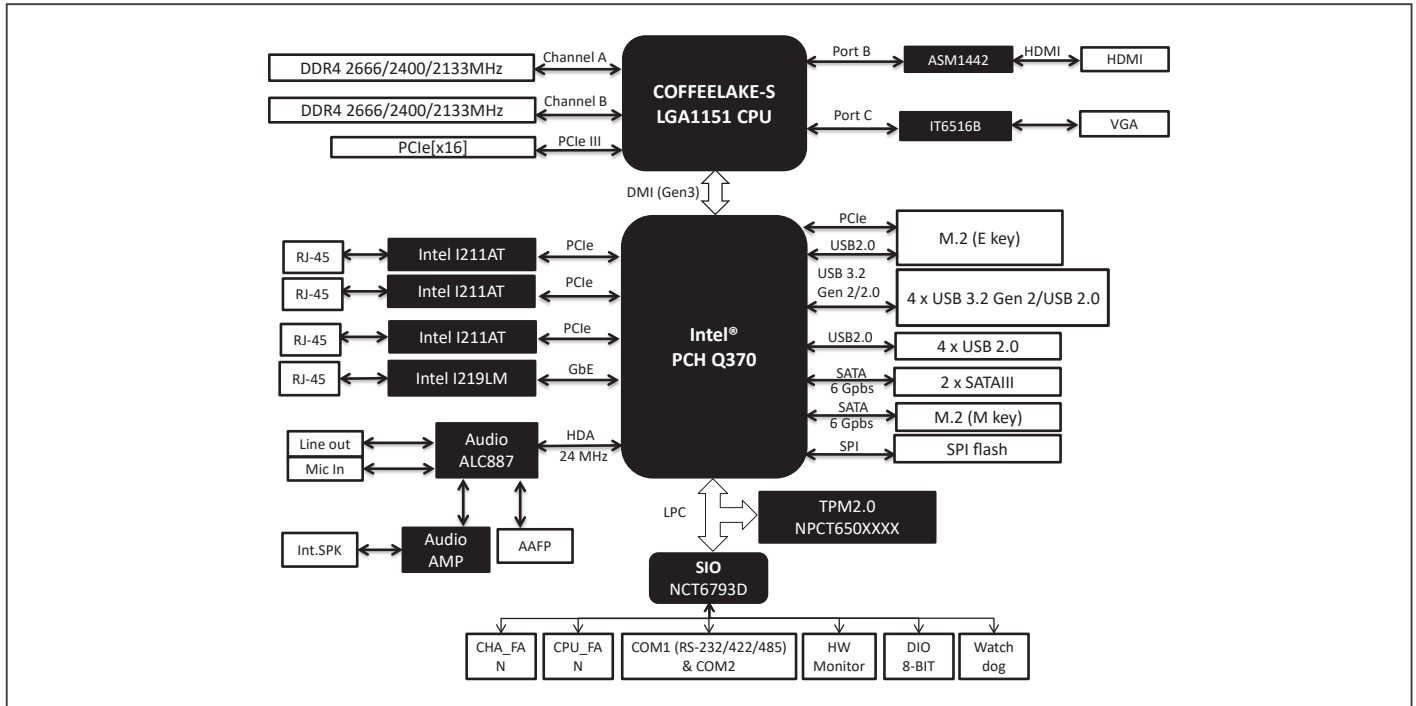 DDR4 2666/2400/2133MHz
Channel A
DDR4 2666/2400/2133MHz
Channel B
PCIe[x16]
PCIe III
COFFEELAKE-S
LGA1151 CPU
Port B
ASM1442
HDMI
HDMI
Port C
IT6516B
VGA
DMI (Gen3)
RJ-45
Intel I211AT
PCIe
RJ-45
Intel I211AT
PCIe
RJ-45
Intel I211AT
PCIe
RJ-45
Intel I219LM
GbE
Intel®
PCH Q370
PCIe
USB2.0
M.2 (E key)
USB 3.2
Gen 2/2.0
4 x USB 3.2 Gen 2/USB 2.0
USB2.0
4 x USB 2.0
SATA
6 Gpbs
2 x SATAIII
SATA
6 Gpbs
M.2 (M key)
SPI
SPI flash
Line out
Mic In
Audio
ALC887
HDA
24 MHz
Int.SPK
Audio
AMP
AAFP
LPC
TPM2.0
NPCT650XXXX
SIO
NCT6793D
CHA_FA
N
CPU_FA
N
COM1 (RS-232/422/485)
& COM2
HW
Monitor
DIO
8-BIT
Watch
dog